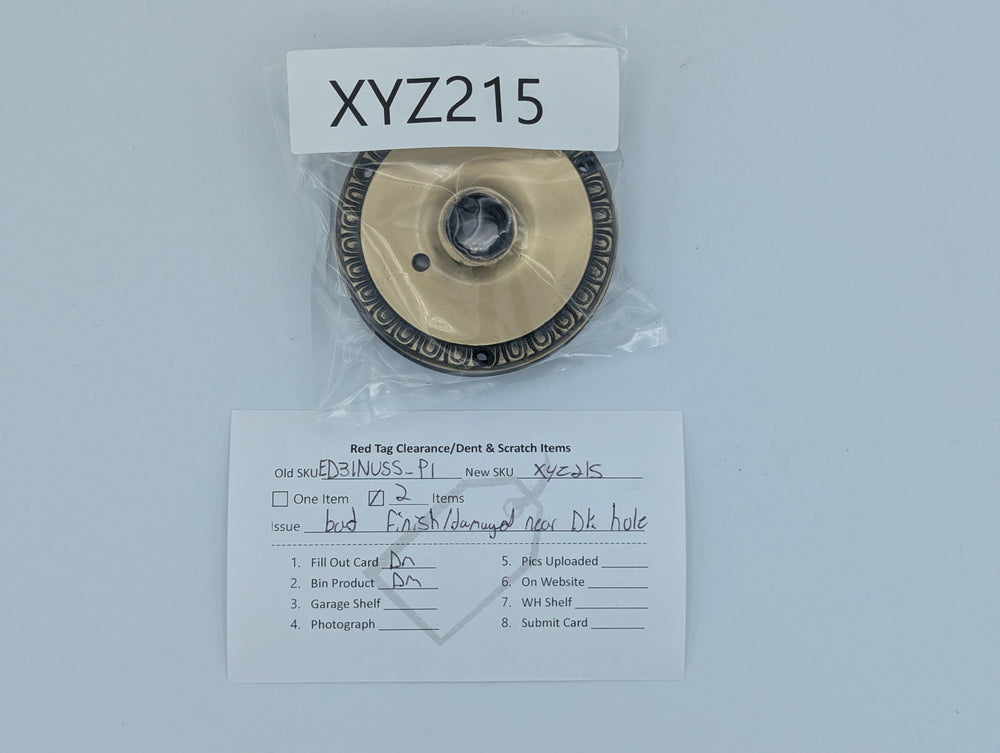 XYZ215
Red Tag Clearance/Dent & Scratch Items
Old SKU ED31NUSS-P1 New SKU XYZ215
One Item 2 Items
Issue bad finish/damaged near Dk hole
1. Fill Out Card Dm 5. Pics Uploaded
2. Bin Product Dm 6. On Website
3. Garage Shelf 7. WH Shelf
4. Photograph 8. Submit Card